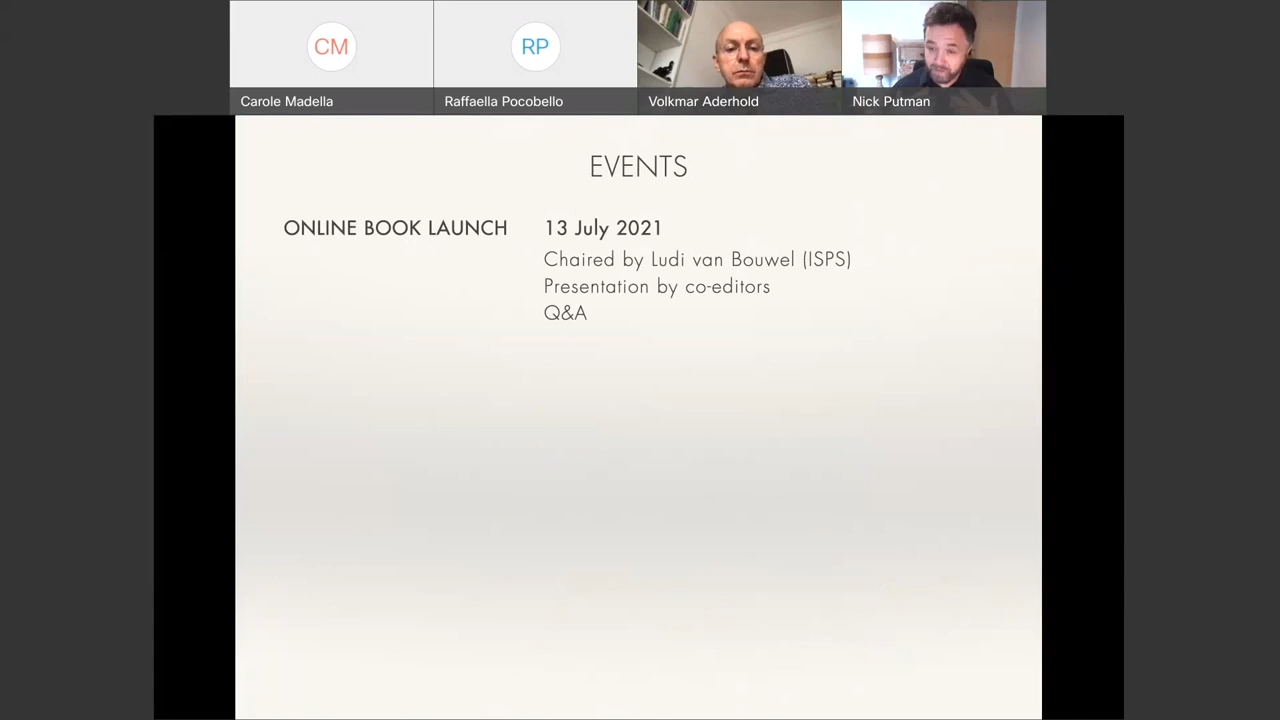 CM
RP
Carole Madella
Raffaella Pocobello
Volkmar Aderhold
Nick Putman
EVENTS
ONLINE BOOK LAUNCH 13 July 2021
Chaired by Ludi van Bouwel (ISPS)
Presentation by co-editors
Q&A